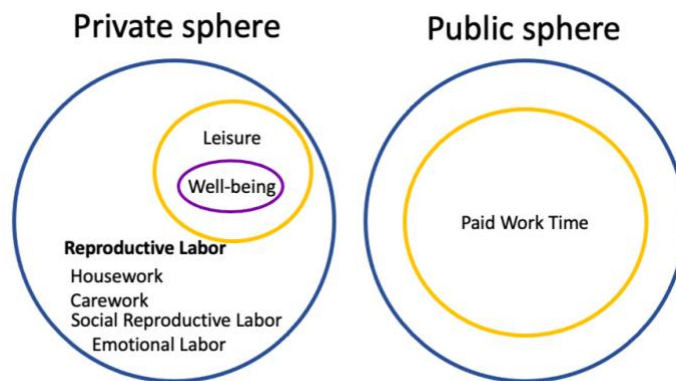 Private sphere
Public sphere
Leisure
Well-being
Reproductive Labor
Housework
Carework
Social Reproductive Labor
Emotional Labor
Paid Work Time